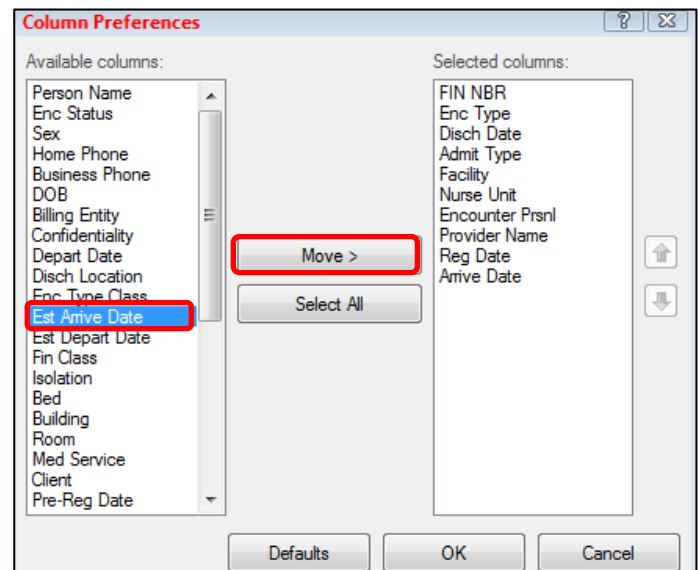 Column Preferences
Available columns:
Person Name
Enc Status
Sex
Home Phone
Business Phone
DOB
Billing Entity
Confidentiality
Depart Date
Disch Location
Enc Type Class
Est Arrive Date
Est Depart Date
Fin Class
Isolation
Bed
Building
Room
Med Service
Client
Pre-Reg Date
Move >
Select All
Selected columns:
FIN NBR
Enc Type
Disch Date
Admit Type
Facility
Nurse Unit
Encounter Prsnl
Provider Name
Reg Date
Arrive Date
Defaults
OK
Cancel